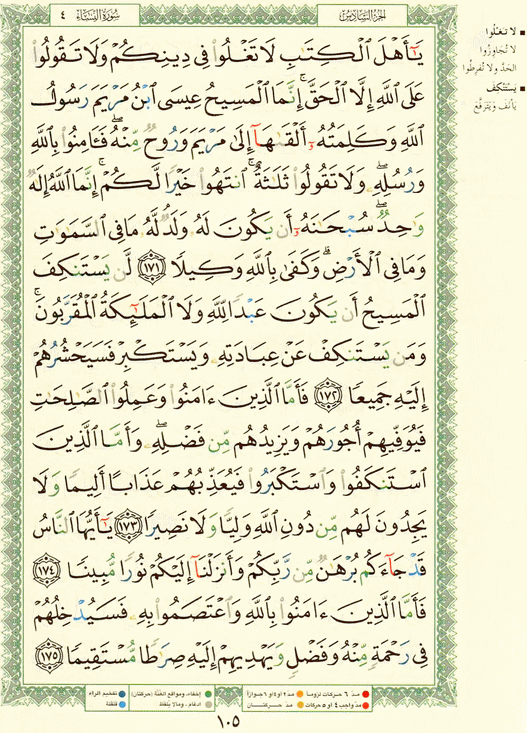 الجزء السادس
سورة النساء ٤
يَٰٓأَهْلَ ٱلْكِتَٰبِ لَا تَغْلُوا۟ فِى دِينِكُمْ وَلَا تَقُولُوا۟
عَلَى ٱللَّهِ إِلَّا ٱلْحَقَّ ۚ إِنَّمَا ٱلْمَسِيحُ عِيسَى ٱبْنُ مَرْيَمَ رَسُولُ
ٱللَّهِ وَكَلِمَتُهُۥٓ أَلْقَىٰهَآ إِلَىٰ مَرْيَمَ وَرُوحٌ مِّنْهُ ۖ فَـَٔامِنُوا۟ بِٱللَّهِ
وَرُسُلِهِۦ ۖ وَلَا تَقُولُوا۟ ثَلَٰثَةٌ ۚ ٱنتَهُوا۟ خَيْرًا لَّكُمْ ۚ إِنَّمَا ٱللَّهُ إِلَٰهٌ
وَٰحِدٌ ۖ سُبْحَٰنَهُۥٓ أَن يَكُونَ لَهُۥ وَلَدٌ ۘ لَّهُۥ مَا فِى ٱلسَّمَٰوَٰتِ
وَمَا فِى ٱلْأَرْضِ ۗ وَكَفَىٰ بِٱللَّهِ وَكِيلًا ١٧١ لَّن يَسْتَنكِفَ
ٱلْمَسِيحُ أَن يَكُونَ عَبْدًا لِّلَّهِ وَلَا ٱلْمَلَٰٓئِكَةُ ٱلْمُقَرَّبُونَ ۚ
وَمَن يَسْتَنكِفْ عَنْ عِبَادَتِهِۦ وَيَسْتَكْبِرْ فَسَيَحْشُرُهُمْ
إِلَيْهِ جَمِيعًا ١٧٢ فَأَمَّا ٱلَّذِينَ ءَامَنُوا۟ وَعَمِلُوا۟ ٱلصَّٰلِحَٰتِ
فَيُوَفِّيهِمْ أُجُورَهُمْ وَيَزِيدُهُم مِّن فَضْلِهِۦ ۖ وَأَمَّا ٱلَّذِينَ
ٱسْتَنكَفُوا۟ وَٱسْتَكْبَرُوا۟ فَيُعَذِّبُهُمْ عَذَابًا أَلِيمًا وَلَا
يَجِدُونَ لَهُم مِّن دُونِ ٱللَّهِ وَلِيًّا وَلَا نَصِيرًا ١٧٣ يَٰٓأَيُّهَا ٱلنَّاسُ
قَدْ جَآءَكُم بُرْهَٰنٌ مِّن رَّبِّكُمْ وَأَنزَلْنَآ إِلَيْكُمْ نُورًا مُّبِينًا ١٧٤
فَأَمَّا ٱلَّذِينَ ءَامَنُوا۟ بِٱللَّهِ وَٱعْتَصَمُوا۟ بِهِۦ فَسَيُدْخِلُهُمْ
فِى رَحْمَةٍ مِّنْهُ وَفَضْلٍ وَيَهْدِيهِمْ إِلَيْهِ صِرَٰطًا مُّسْتَقِيمًا ١٧٥
لا تغلوا
لا تجاوزوا
الحد ولا تفرطوا
يستنكف
يأنف ويترفع
مد ٦ حركات لزوماً مد ٢ أو ٤ أو ٦ جوازاً إخفاء، ومواقع الغنة (حركتان) تفخيم الراء
مد واجب ٤ أو ٥ حركات مد حركتان إدغام، وما لا يلفظ قلقلة
١٠٥